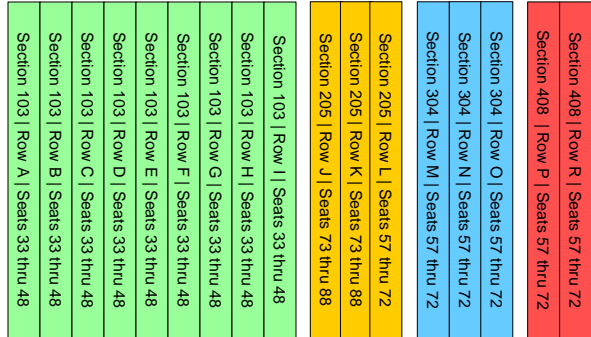 Section 103 | Row A | Seats 33 thru 48
Section 103 | Row B | Seats 33 thru 48
Section 103 | Row C | Seats 33 thru 48
Section 103 | Row D | Seats 33 thru 48
Section 103 | Row E | Seats 33 thru 48
Section 103 | Row F | Seats 33 thru 48
Section 103 | Row G | Seats 33 thru 48
Section 103 | Row H | Seats 33 thru 48
Section 103 | Row I | Seats 33 thru 48
Section 205 | Row J | Seats 73 thru 88
Section 205 | Row K | Seats 73 thru 88
Section 205 | Row L | Seats 57 thru 72
Section 304 | Row M | Seats 57 thru 72
Section 304 | Row N | Seats 57 thru 72
Section 304 | Row O | Seats 57 thru 72
Section 408 | Row P | Seats 57 thru 72
Section 408 | Row R | Seats 57 thru 72